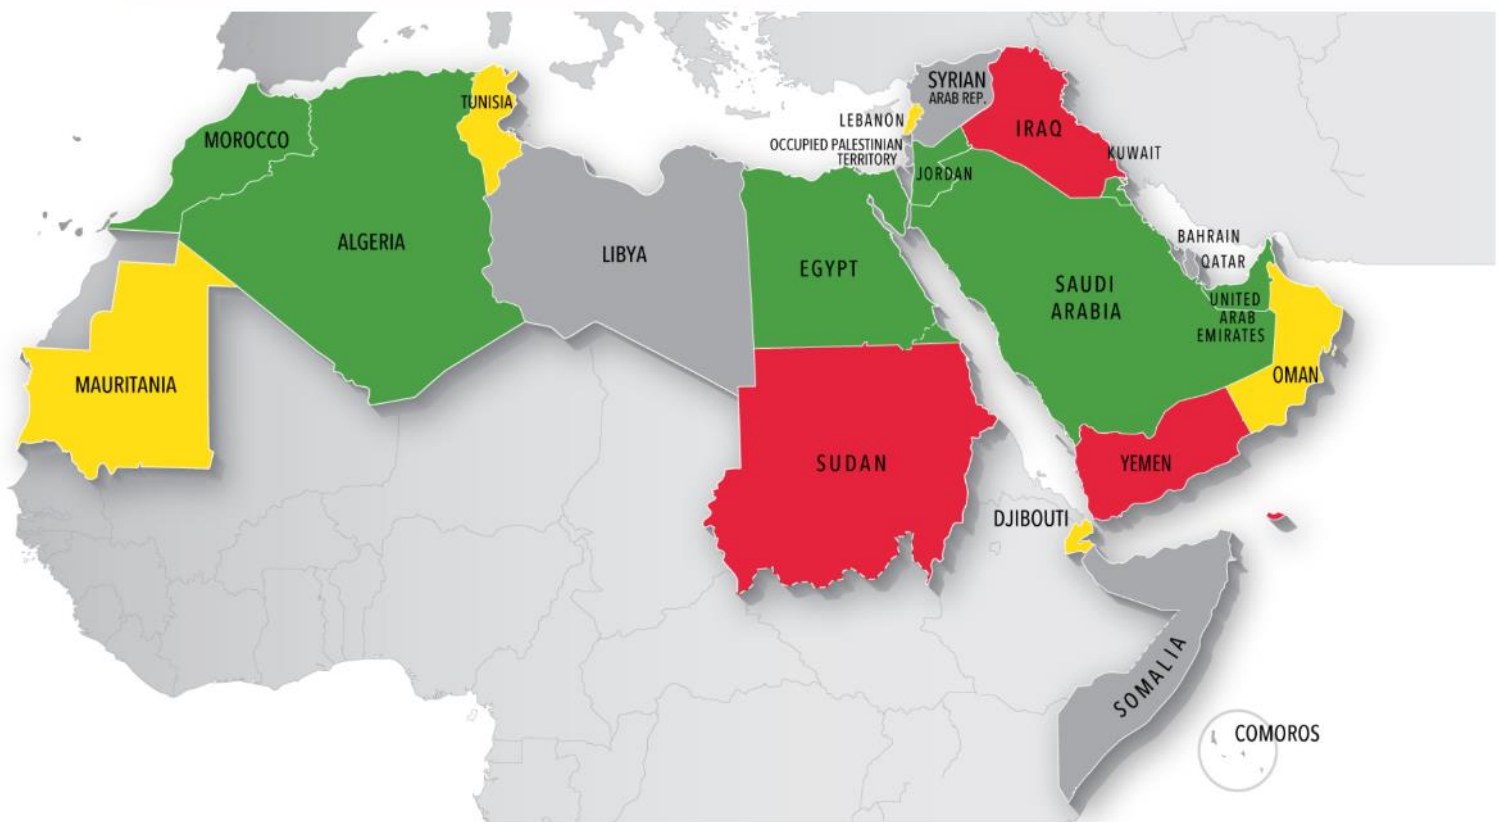 SYRIAN
ARAB REP.
TUNISIA
LEBANON
IRAQ
MOROCCO
OCCUPIED PALESTINIAN
TERRITORY
KUWAIT
JORDAN
ALGERIA
LIBYA
EGYPT
BAHRAIN
QATAR
SAUDI
ARABIA
UNITED
ARAB
EMIRATES
MAURITANIA
OMAN
SUDAN
YEMEN
DJIBOUTI
SOMALIA
COMOROS